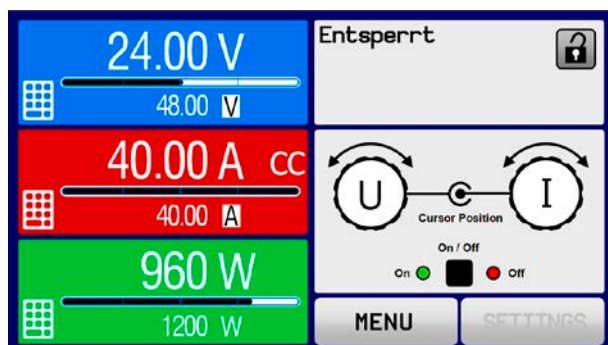 24.00 V
48.00 V
40.00 A CC
40.00 A
960 W
1200 W
Entsperrt
U
I
Cursor Position
On / Off
On
Off
MENU
SETTINGS